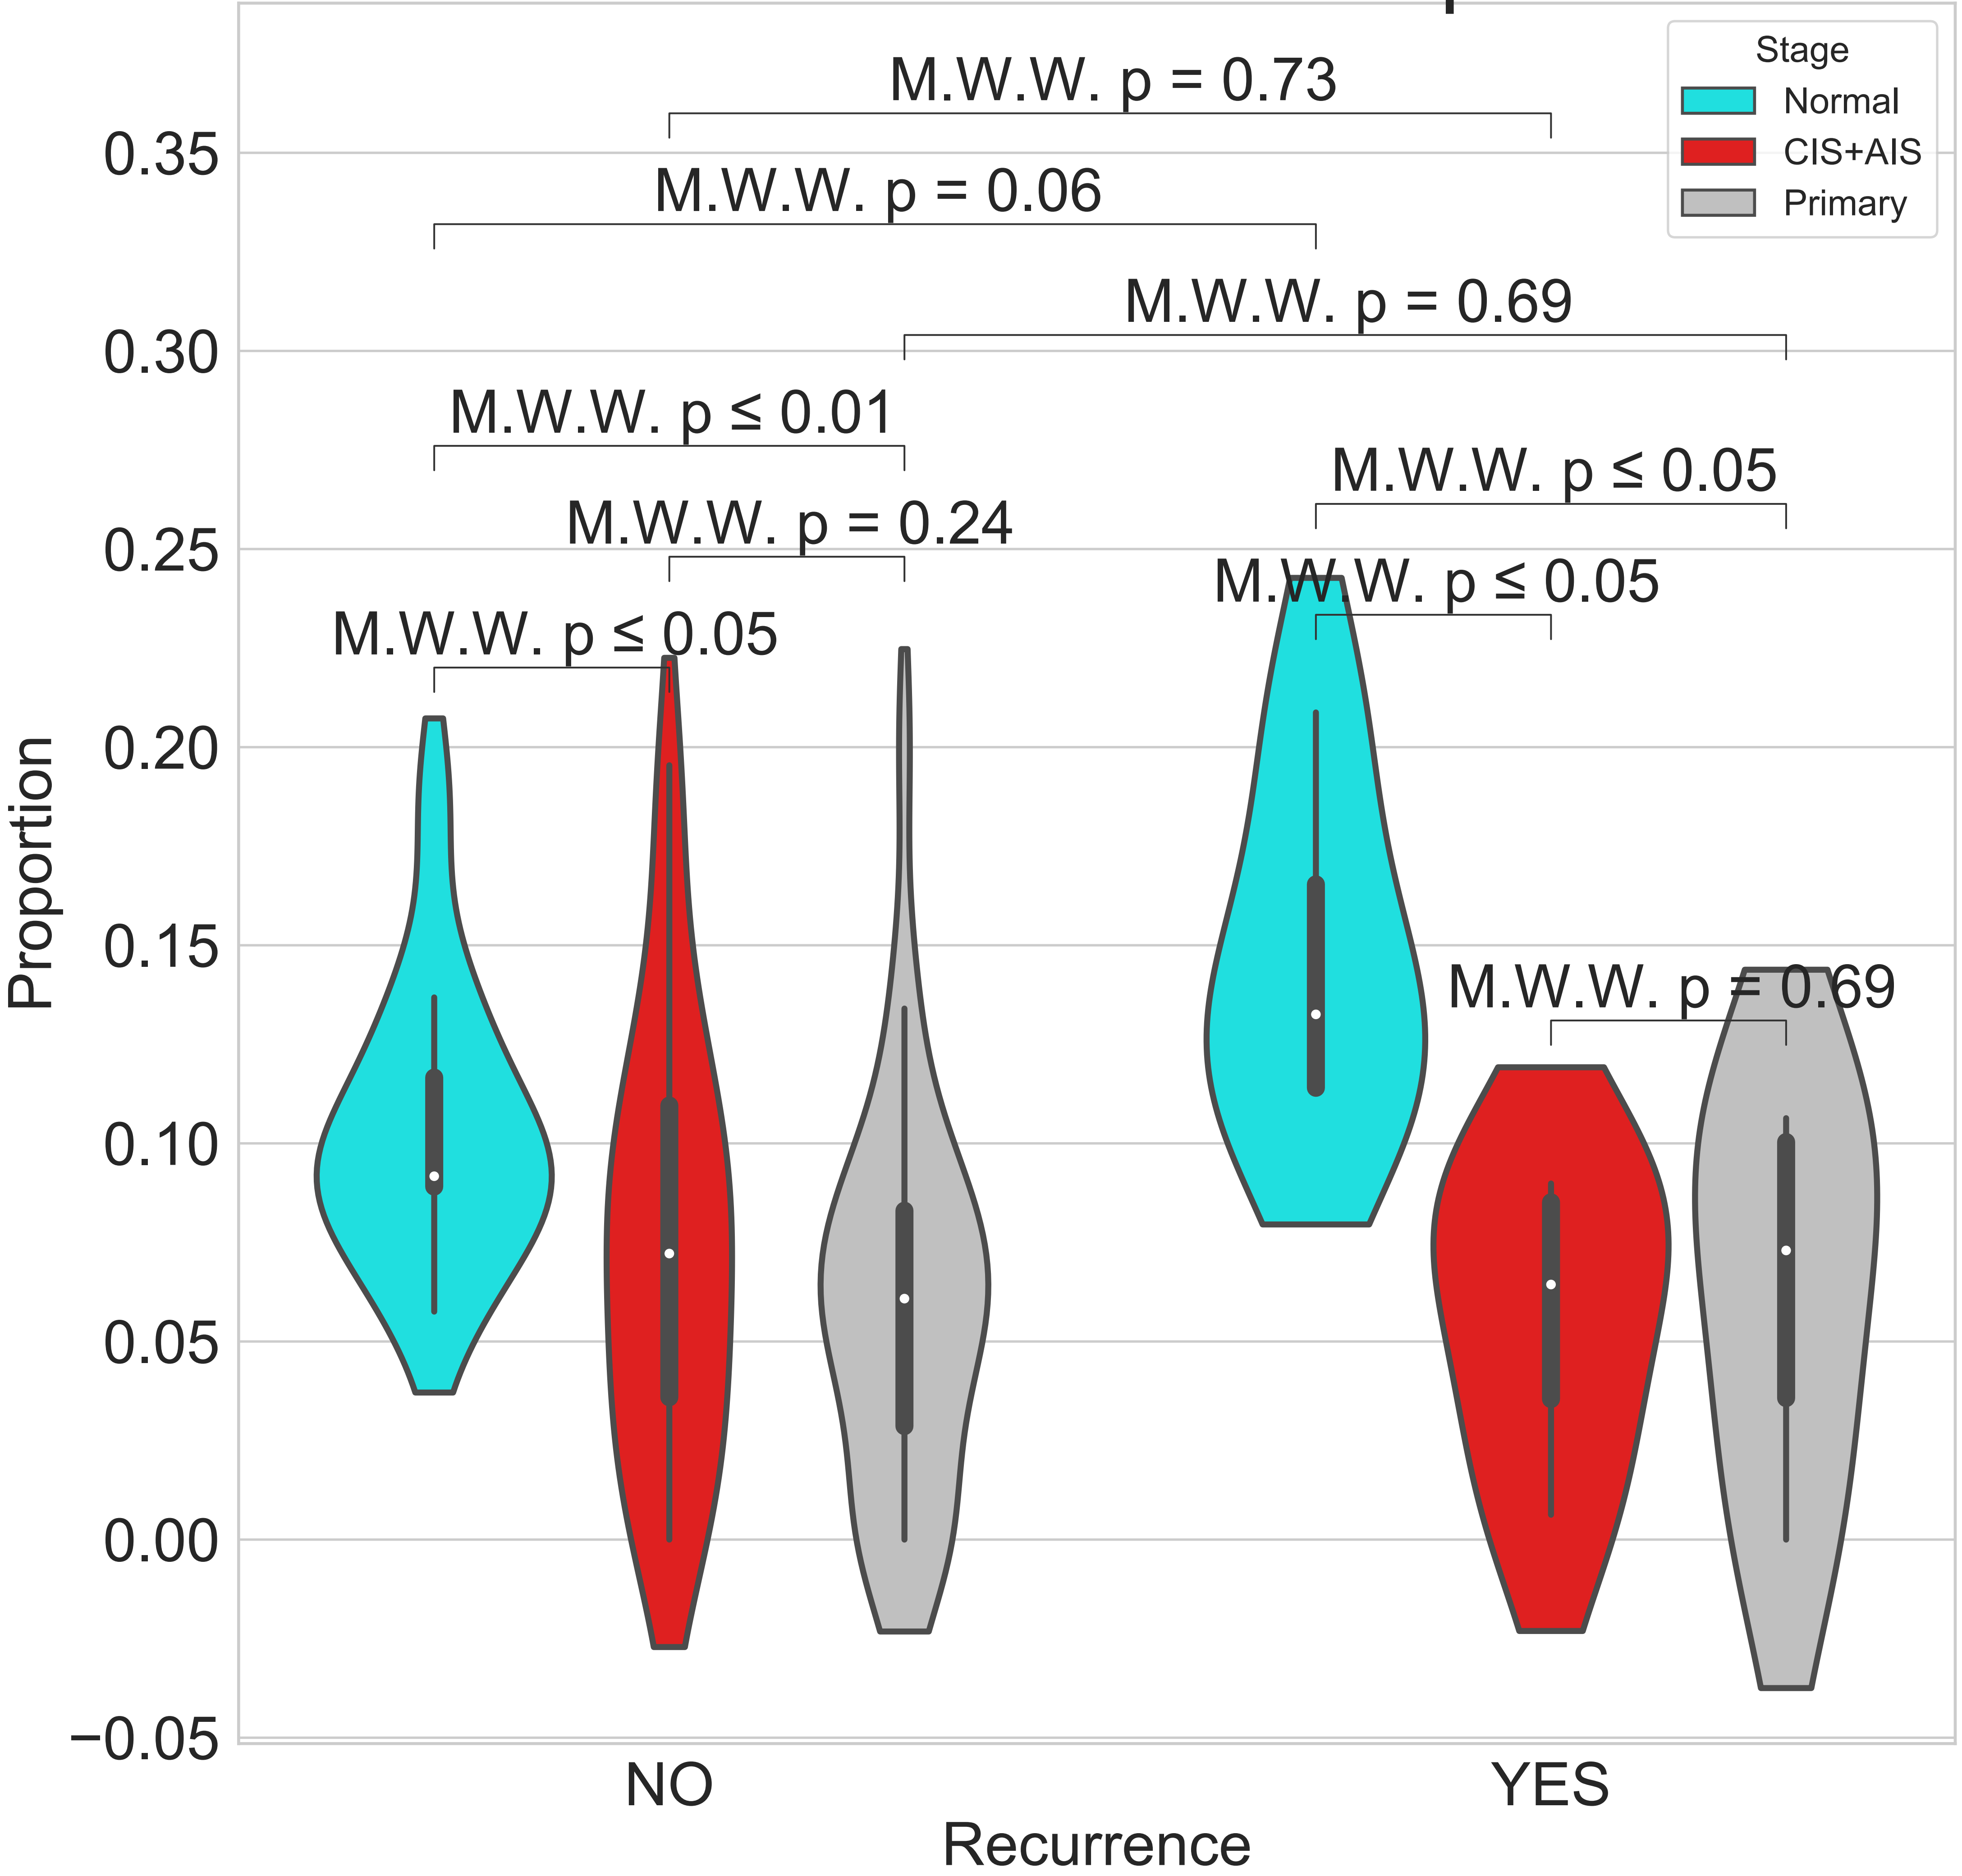 Stage
Normal
CIS+AIS
Primary
M.W.W. p = 0.73
M.W.W. p = 0.06
M.W.W. p = 0.69
M.W.W. p ≤ 0.01
M.W.W. p ≤ 0.05
M.W.W. p = 0.24
M.W.W. p ≤ 0.05
M.W.W. p ≤ 0.05
M.W.W. p = 0.69
Proportion
0.35
0.30
0.25
0.20
0.15
0.10
0.05
0.00
−0.05
NO
YES
Recurrence